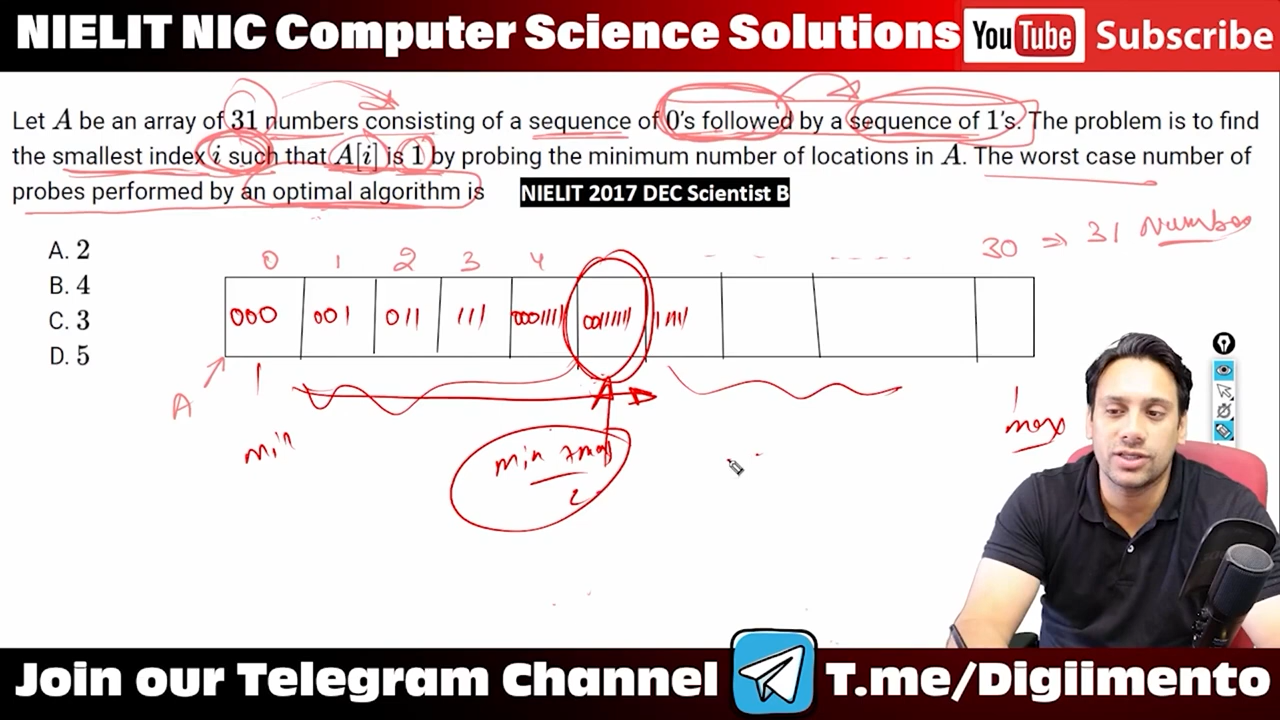 NIELIT NIC Computer Science Solutions YouTube Subscribe
Let A be an array of 31 numbers consisting of a sequence of 0's followed by a sequence of 1's. The problem is to find
the smallest index i such that A[i] is 1 by probing the minimum number of locations in A. The worst case number of
probes performed by an optimal algorithm is NIELIT 2017 DEC Scientist B
A. 2
B. 4
C. 3
D. 5
0 1 2 3 4 30 ⇒ 31 Number
000 001 011 111
A
min
max
min + max
2
Join our Telegram Channel T.me/Digiimento